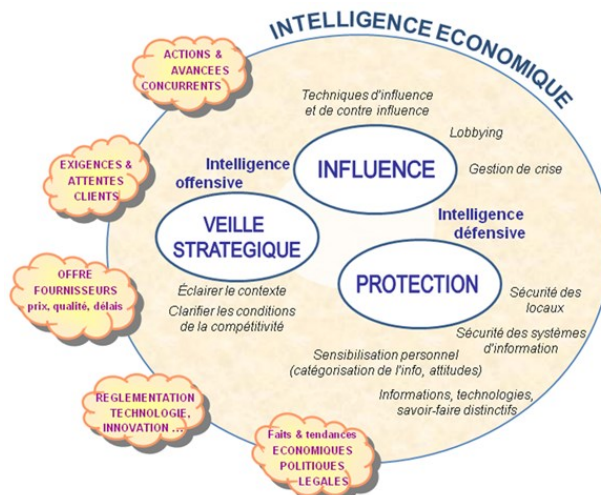 INTELLIGENCE ECONOMIQUE
ACTIONS &
AVANCEES
CONCURRENTS
EXIGENCES &
ATTENTES
CLIENTS
OFFRE
FOURNISSEURS
prix, qualité, délais
REGLEMENTATION
TECHNOLOGIE,
INNOVATION ...
Faits & tendances
ECONOMIQUES
POLITIQUES
LEGALES
Techniques d'influence
et de contre influence
Lobbying
Gestion de crise
INFLUENCE
Intelligence
offensive
VEILLE
STRATEGIQUE
Éclairer le contexte
Clarifier les conditions
de la compétitivité
Intelligence
défensive
PROTECTION
Sécurité des
locaux
Sécurité des systèmes
d'information
Sensibilisation personnel
(catégorisation de l'info, attitudes)
Informations, technologies,
savoir-faire distinctifs